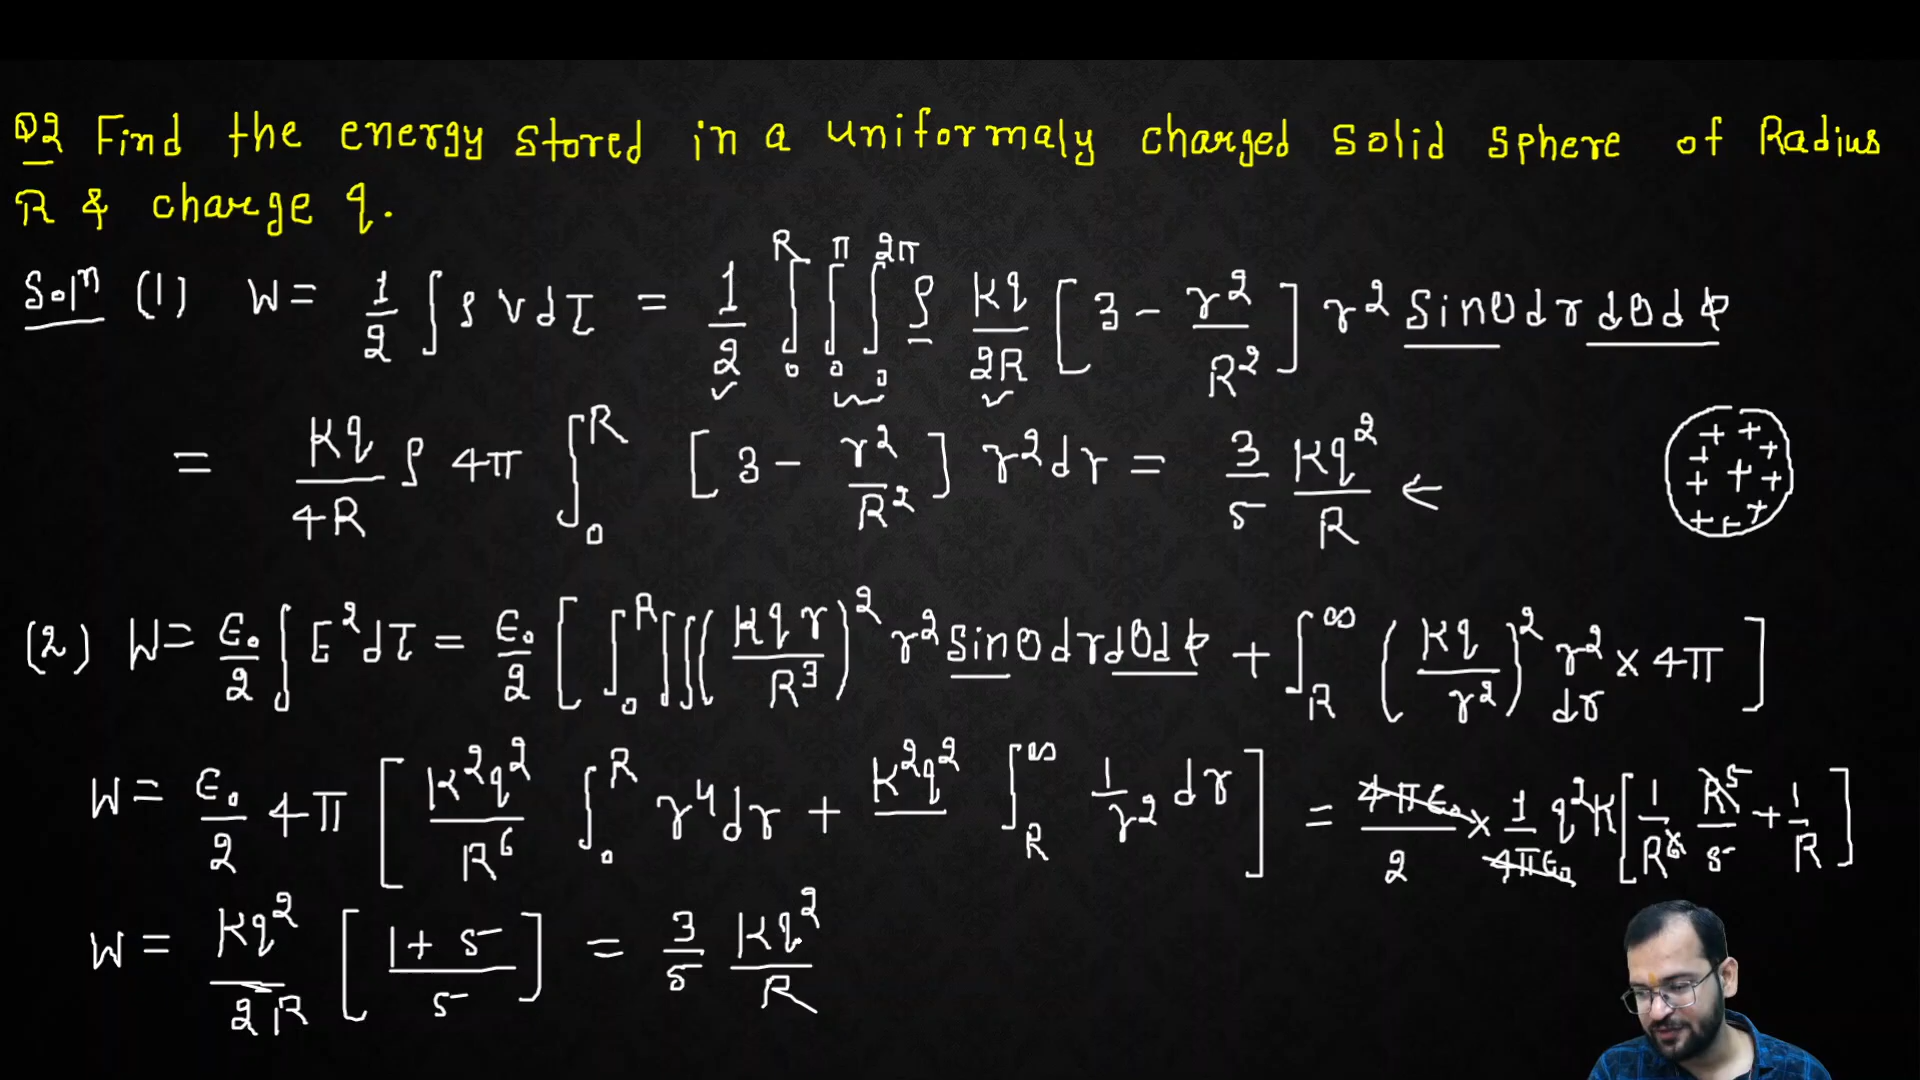 Q2 Find the energy stored in a uniformaly charged solid sphere of Radius
R & charge q.
Solⁿ (1) W = 1/2 ∫ ρ V dτ = 1/2 ∫₀^R ∫₀^π ∫₀^2π ρ Kq/2R [3 - r²/R²] r² Sinθ dr dθ dϕ
= Kq/4R ρ 4π ∫₀^R [3 - r²/R²] r² dr = 3/5 Kq²/R ←
(2) W = ε₀/2 ∫ E² dτ = ε₀/2 [ ∫₀^R ∫∫ (Kqr/R³)² r² Sinθ dr dθ dϕ + ∫_R^∞ (Kq/r²)² r² dr × 4π ]
W = ε₀/2 4π [ K²q²/R⁶ ∫₀^R r⁴ dr + K²q² ∫_R^∞ 1/r² dr ] = 4πε₀/2 × 1/4πε₀ q²K [ 1/R⁶ R⁵/5 + 1/R ]
W = Kq²/2R [ 1+5/5 ] = 3/5 Kq²/R